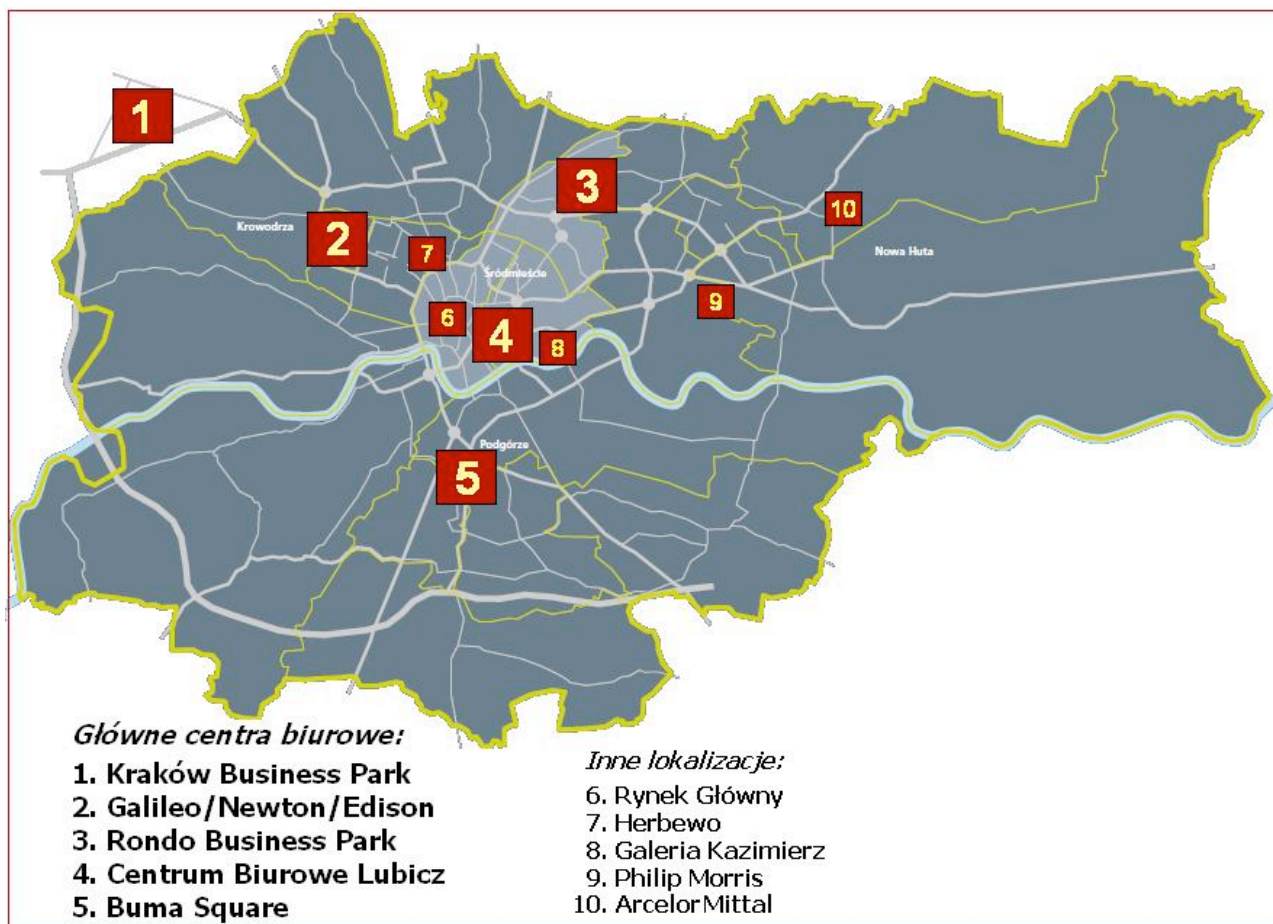 1
3
2
10
Krowodrza
7
Nowa Huta
Śródmieście
9
6
4
8
Podgórze
5
Główne centra biurowe:
1. Kraków Business Park
2. Galileo/Newton/Edison
3. Rondo Business Park
4. Centrum Biurowe Lubicz
5. Buma Square
Inne lokalizacje:
6. Rynek Główny
7. Herbewo
8. Galeria Kazimierz
9. Philip Morris
10. ArcelorMittal